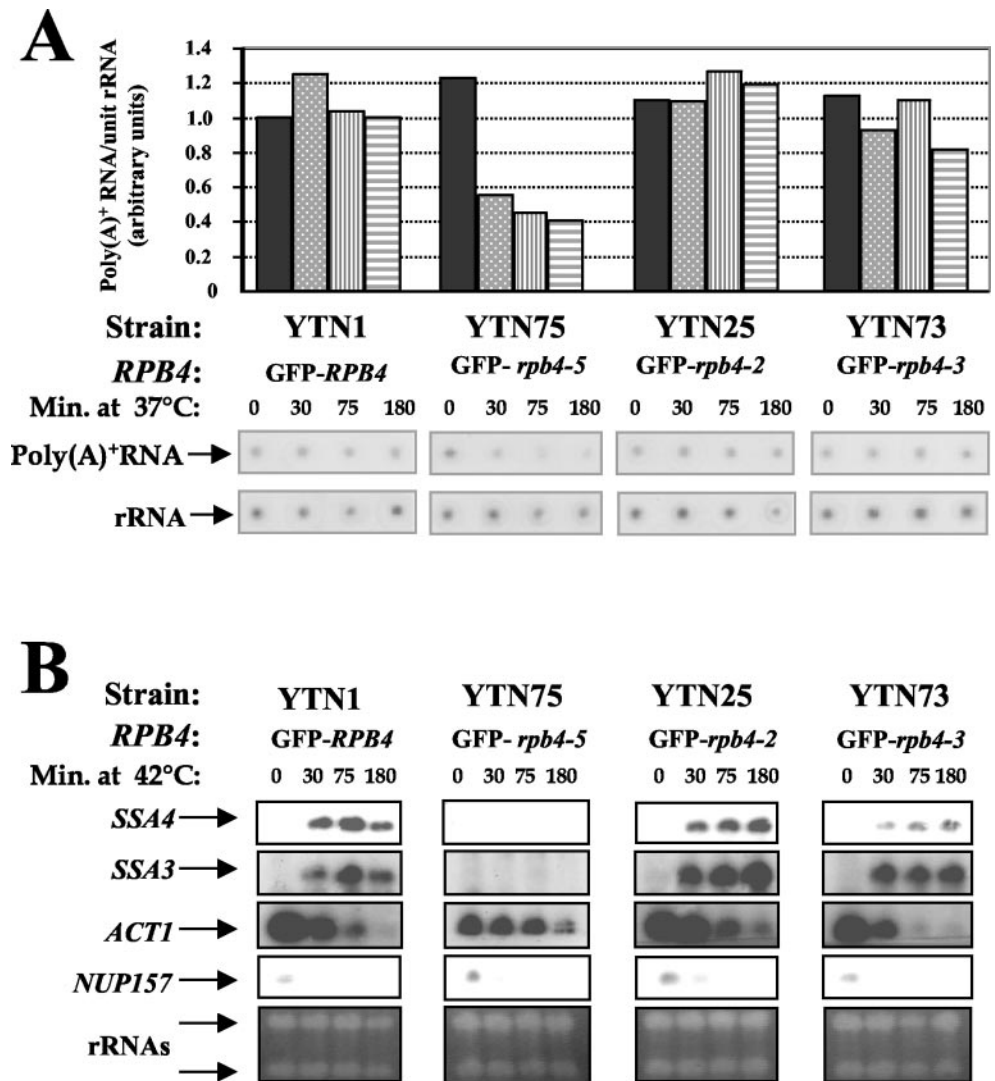 A
Poly(A)+ RNA/unit rRNA
(arbitrary units)
1.4
1.2
1.0
0.8
0.6
0.4
0.2
0
Strain: YTN1 YTN75 YTN25 YTN73
RPB4: GFP-RPB4 GFP- rpb4-5 GFP-rpb4-2 GFP-rpb4-3
Min. at 37°C: 0 30 75 180 0 30 75 180 0 30 75 180 0 30 75 180
Poly(A)+RNA
rRNA
B
Strain: YTN1 YTN75 YTN25 YTN73
RPB4: GFP-RPB4 GFP- rpb4-5 GFP-rpb4-2 GFP-rpb4-3
Min. at 42°C: 0 30 75 180 0 30 75 180 0 30 75 180 0 30 75 180
SSA4
SSA3
ACT1
NUP157
rRNAs